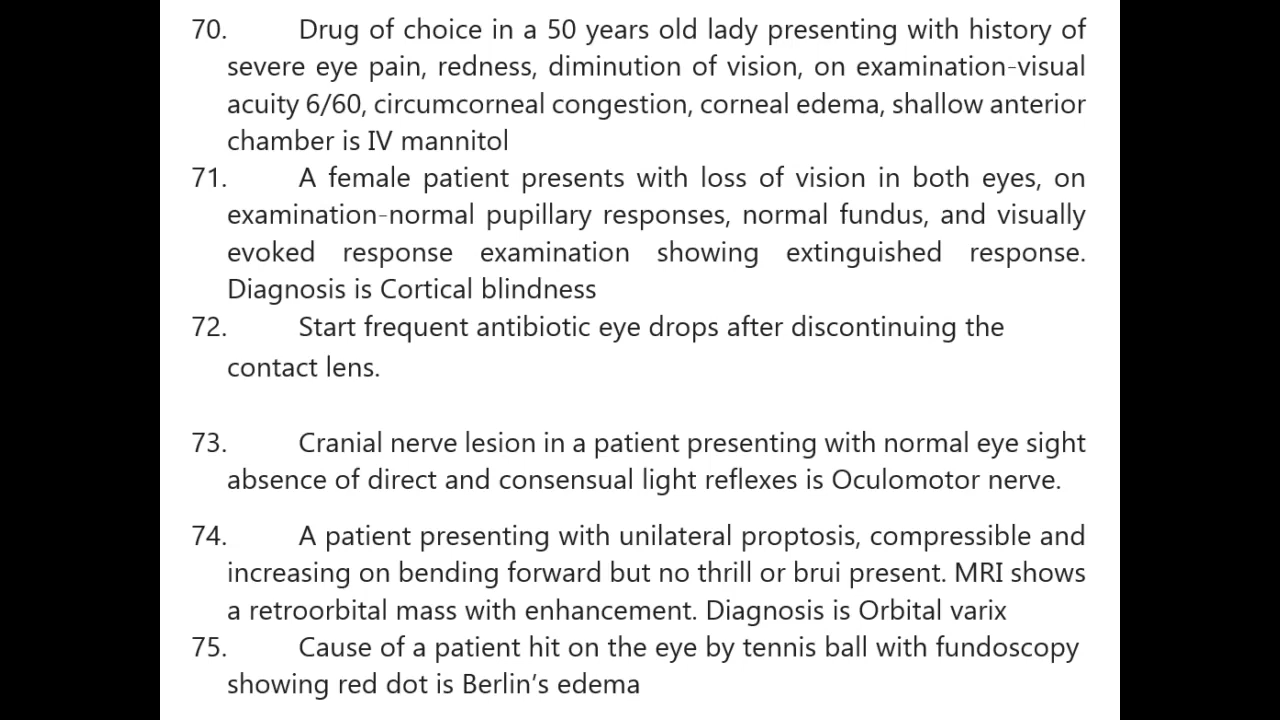 70. Drug of choice in a 50 years old lady presenting with history of
severe eye pain, redness, diminution of vision, on examination-visual
acuity 6/60, circumcorneal congestion, corneal edema, shallow anterior
chamber is IV mannitol
71. A female patient presents with loss of vision in both eyes, on
examination-normal pupillary responses, normal fundus, and visually
evoked response examination showing extinguished response.
Diagnosis is Cortical blindness
72. Start frequent antibiotic eye drops after discontinuing the
contact lens.
73. Cranial nerve lesion in a patient presenting with normal eye sight
absence of direct and consensual light reflexes is Oculomotor nerve.
74. A patient presenting with unilateral proptosis, compressible and
increasing on bending forward but no thrill or brui present. MRI shows
a retroorbital mass with enhancement. Diagnosis is Orbital varix
75. Cause of a patient hit on the eye by tennis ball with fundoscopy
showing red dot is Berlin’s edema